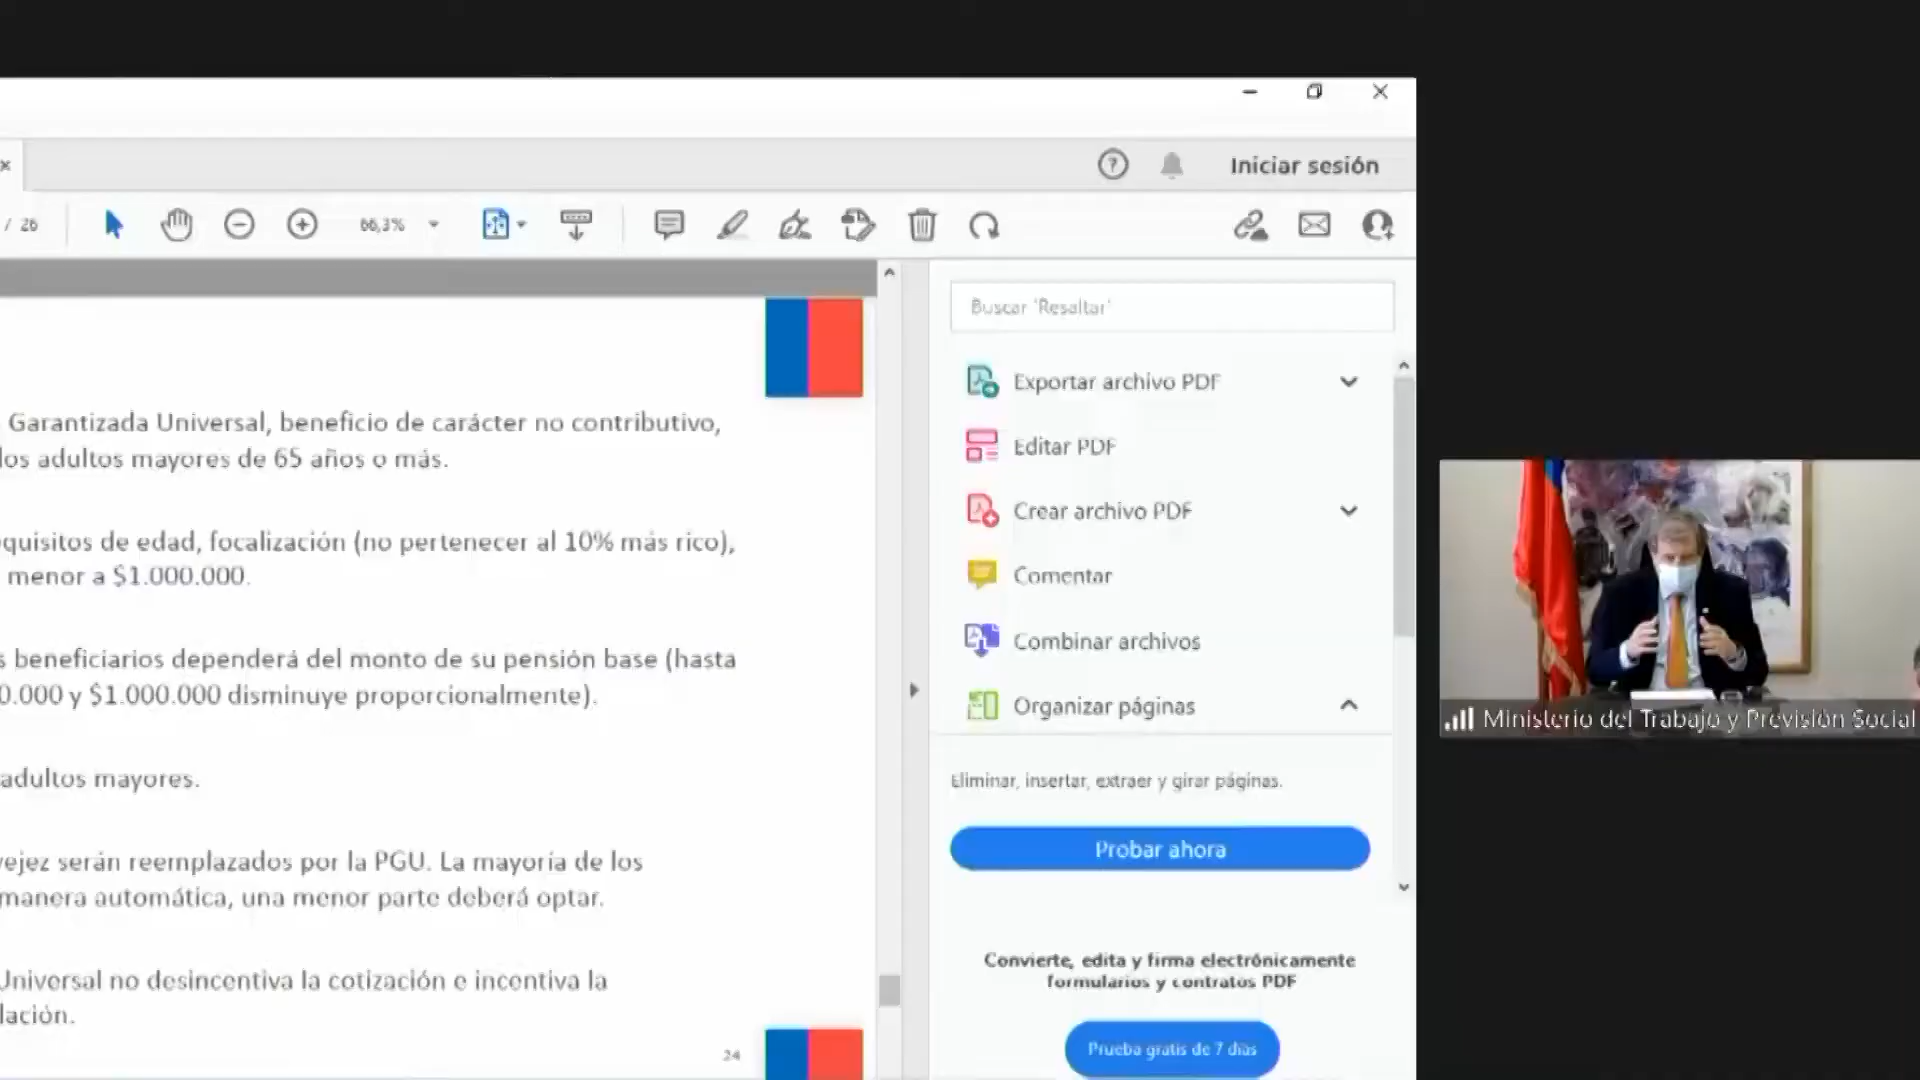 Iniciar sesión
/ 26
66,3%
Garantizada Universal, beneficio de carácter no contributivo,
los adultos mayores de 65 años o más.
quisitos de edad, focalización (no pertenecer al 10% más rico),
menor a $1.000.000.
s beneficiarios dependerá del monto de su pensión base (hasta
0.000 y $1.000.000 disminuye proporcionalmente).
adultos mayores.
vejez serán reemplazados por la PGU. La mayoría de los
manera automática, una menor parte deberá optar.
Universal no desincentiva la cotización e incentiva la
lación.
24
Buscar 'Resaltar'
Exportar archivo PDF
Editar PDF
Crear archivo PDF
Comentar
Combinar archivos
Organizar páginas
Eliminar, insertar, extraer y girar páginas.
Probar ahora
Convierte, edita y firma electrónicamente
formularios y contratos PDF
Prueba gratis de 7 días
Ministerio del Trabajo y Previsión Social